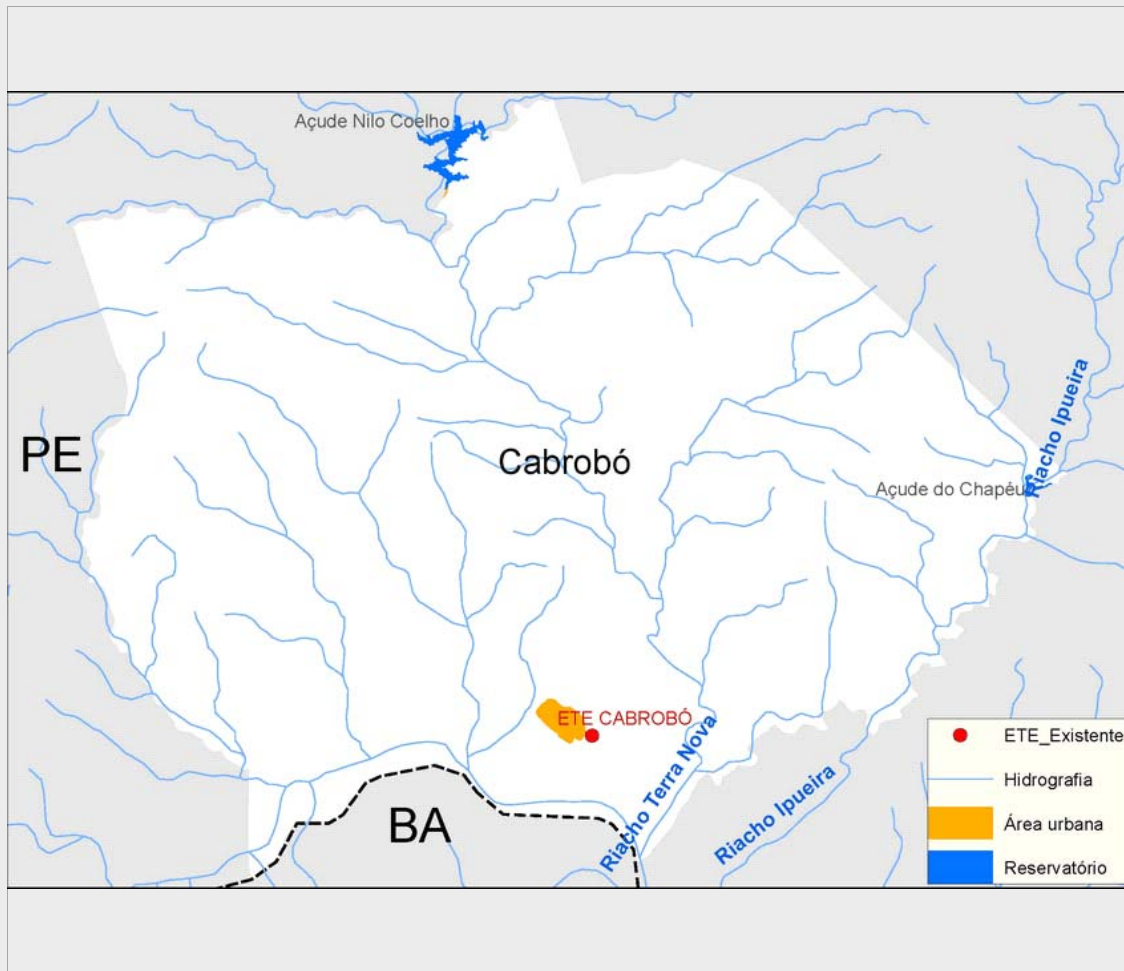 Açude Nilo Coelho
Riacho Ipueira
PE
Cabrobó
Açude do Chapéu
ETE CABROBÓ
Riacho Terra Nova
Riacho Ipueira
BA
ETE_Existente
Hidrografia
Área urbana
Reservatório